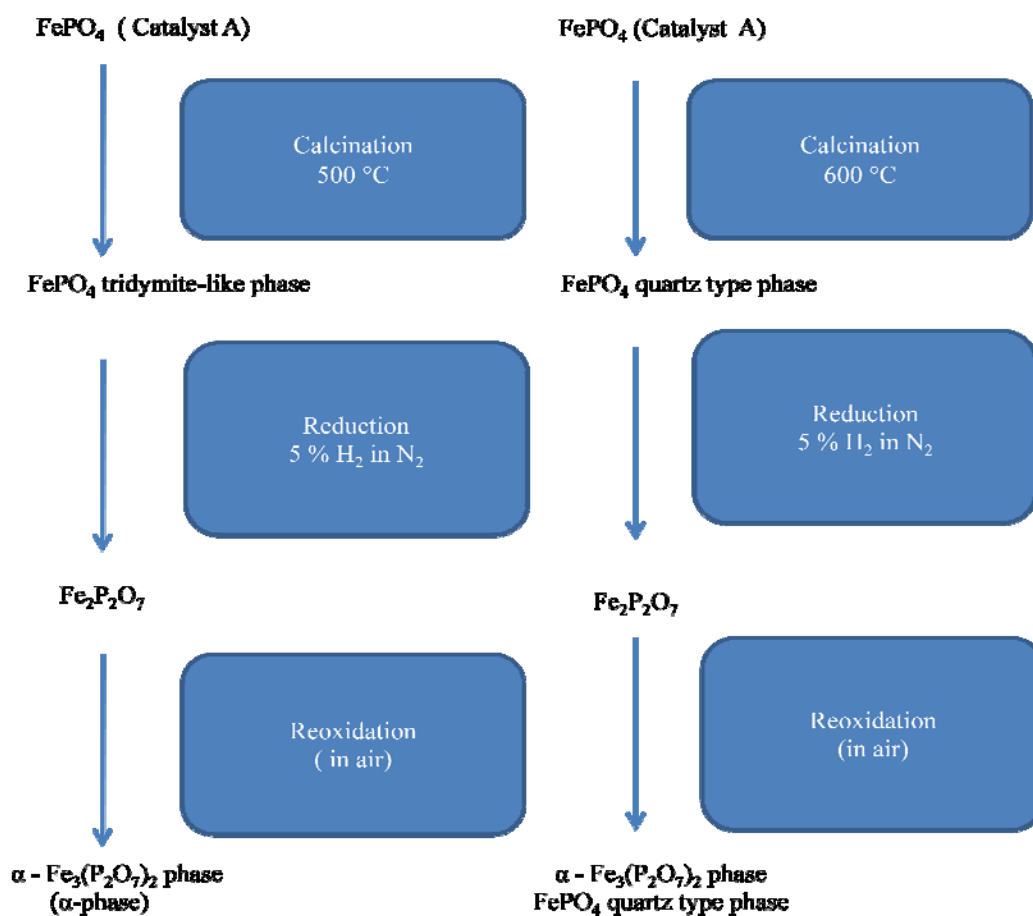 FePO₄ ( Catalyst A)
Calcination
500 °C
FePO₄ tridymite-like phase
Reduction
5 % H₂ in N₂
Fe₂P₂O₇
Reoxidation
( in air)
α - Fe₃(P₂O₇)₂ phase
(α-phase)
FePO₄ (Catalyst A)
Calcination
600 °C
FePO₄ quartz type phase
Reduction
5 % H₂ in N₂
Fe₂P₂O₇
Reoxidation
(in air)
α - Fe₃(P₂O₇)₂ phase
FePO₄ quartz type phase